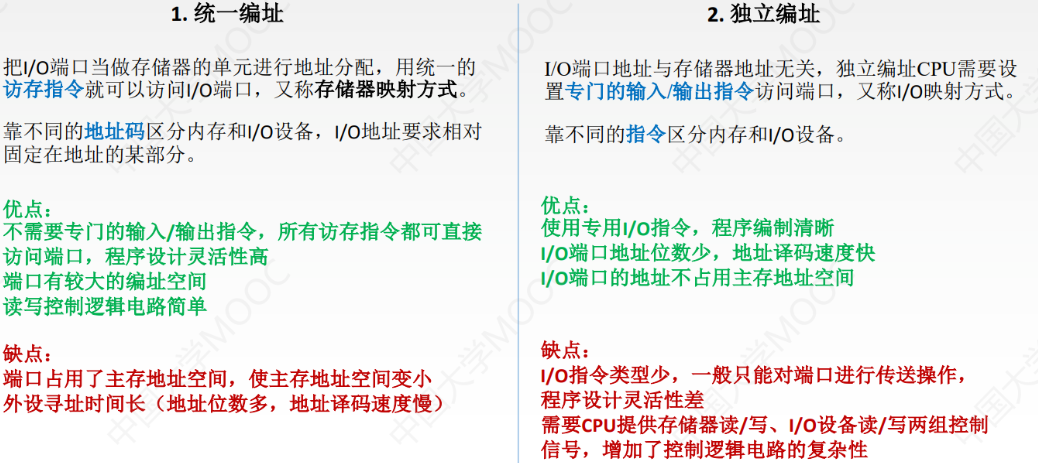 1. 统一编址
把I/O端口当做存储器的单元进行地址分配，用统一的
访存指令就可以访问I/O端口，又称存储器映射方式。
靠不同的地址码区分内存和I/O设备，I/O地址要求相对
固定在地址的某部分。
优点：
不需要专门的输入/输出指令，所有访存指令都可直接
访问端口，程序设计灵活性高
端口有较大的编址空间
读写控制逻辑电路简单
缺点：
端口占用了主存地址空间，使主存地址空间变小
外设寻址时间长（地址位数多，地址译码速度慢）
2. 独立编址
I/O端口地址与存储器地址无关，独立编址CPU需要设
置专门的输入/输出指令访问端口，又称I/O映射方式。
靠不同的指令区分内存和I/O设备。
优点：
使用专用I/O指令，程序编制清晰
I/O端口地址位数少，地址译码速度快
I/O端口的地址不占用主存地址空间
缺点：
I/O指令类型少，一般只能对端口进行传送操作，
程序设计灵活性差
需要CPU提供存储器读/写、I/O设备读/写两组控制
信号，增加了控制逻辑电路的复杂性
中国大学MOOC